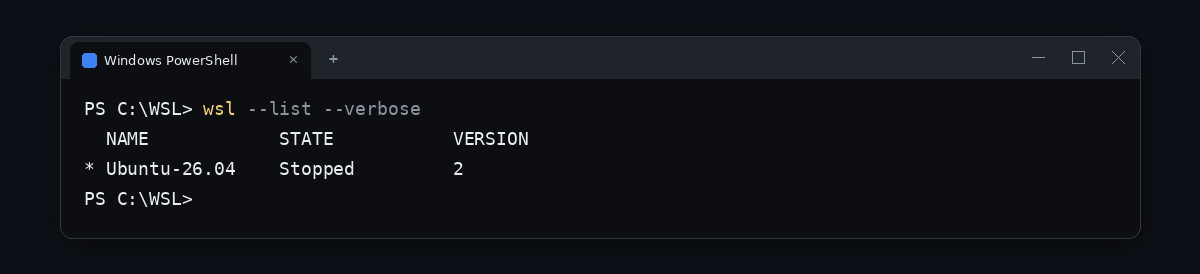 Windows PowerShell
PS C:\WSL> wsl --list --verbose
  NAME            STATE           VERSION
* Ubuntu-26.04    Stopped         2
PS C:\WSL>